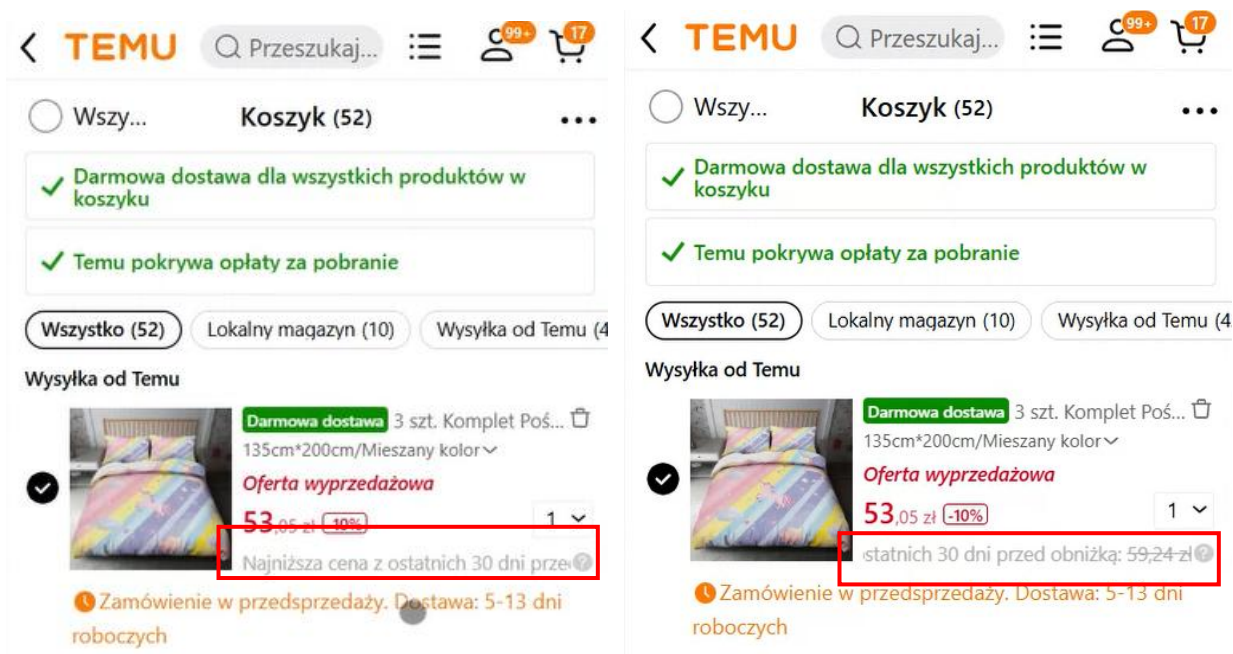 TEMU
Przeszukaj...
99+
17
Wszy...
Koszyk (52)
Darmowa dostawa dla wszystkich produktów w
koszyku
Temu pokrywa opłaty za pobranie
Wszystko (52)
Lokalny magazyn (10)
Wysyłka od Temu (4
Wysyłka od Temu
Darmowa dostawa 3 szt. Komplet Poś...
135cm*200cm/Mieszany kolor
Oferta wyprzedażowa
53,05 zł -10%
1
Najniższa cena z ostatnich 30 dni prze
Zamówienie w przedsprzedaży. Dostawa: 5-13 dni
roboczych
TEMU
Przeszukaj...
99+
17
Wszy...
Koszyk (52)
Darmowa dostawa dla wszystkich produktów w
koszyku
Temu pokrywa opłaty za pobranie
Wszystko (52)
Lokalny magazyn (10)
Wysyłka od Temu (4
Wysyłka od Temu
Darmowa dostawa 3 szt. Komplet Poś...
135cm*200cm/Mieszany kolor
Oferta wyprzedażowa
53,05 zł -10%
1
statnich 30 dni przed obniżką: 59,24 zł
Zamówienie w przedsprzedaży. Dostawa: 5-13 dni
roboczych